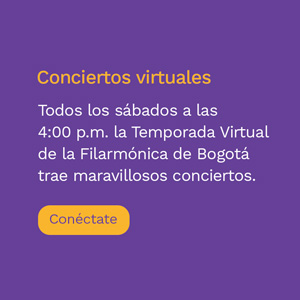 Conciertos virtuales
Todos los sábados a las
4:00 p.m. la Temporada Virtual
de la Filarmónica de Bogotá
trae maravillosos conciertos.
Conéctate